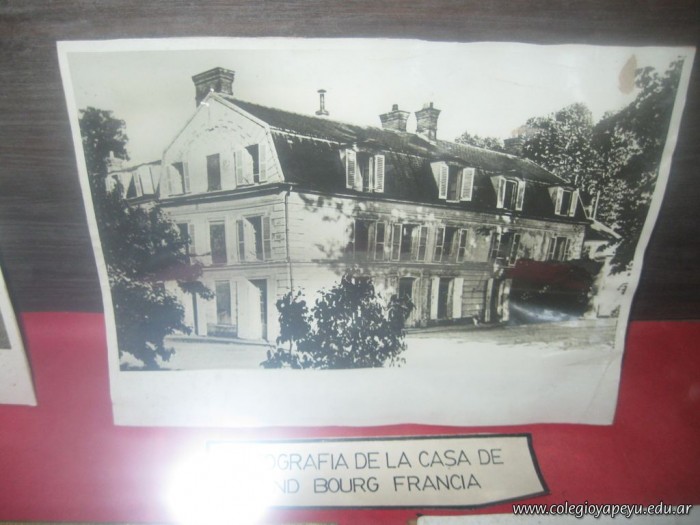 OGRAFIA DE LA CASA DE
ND BOURG FRANCIA
www.colegioyapeyu.edu.ar